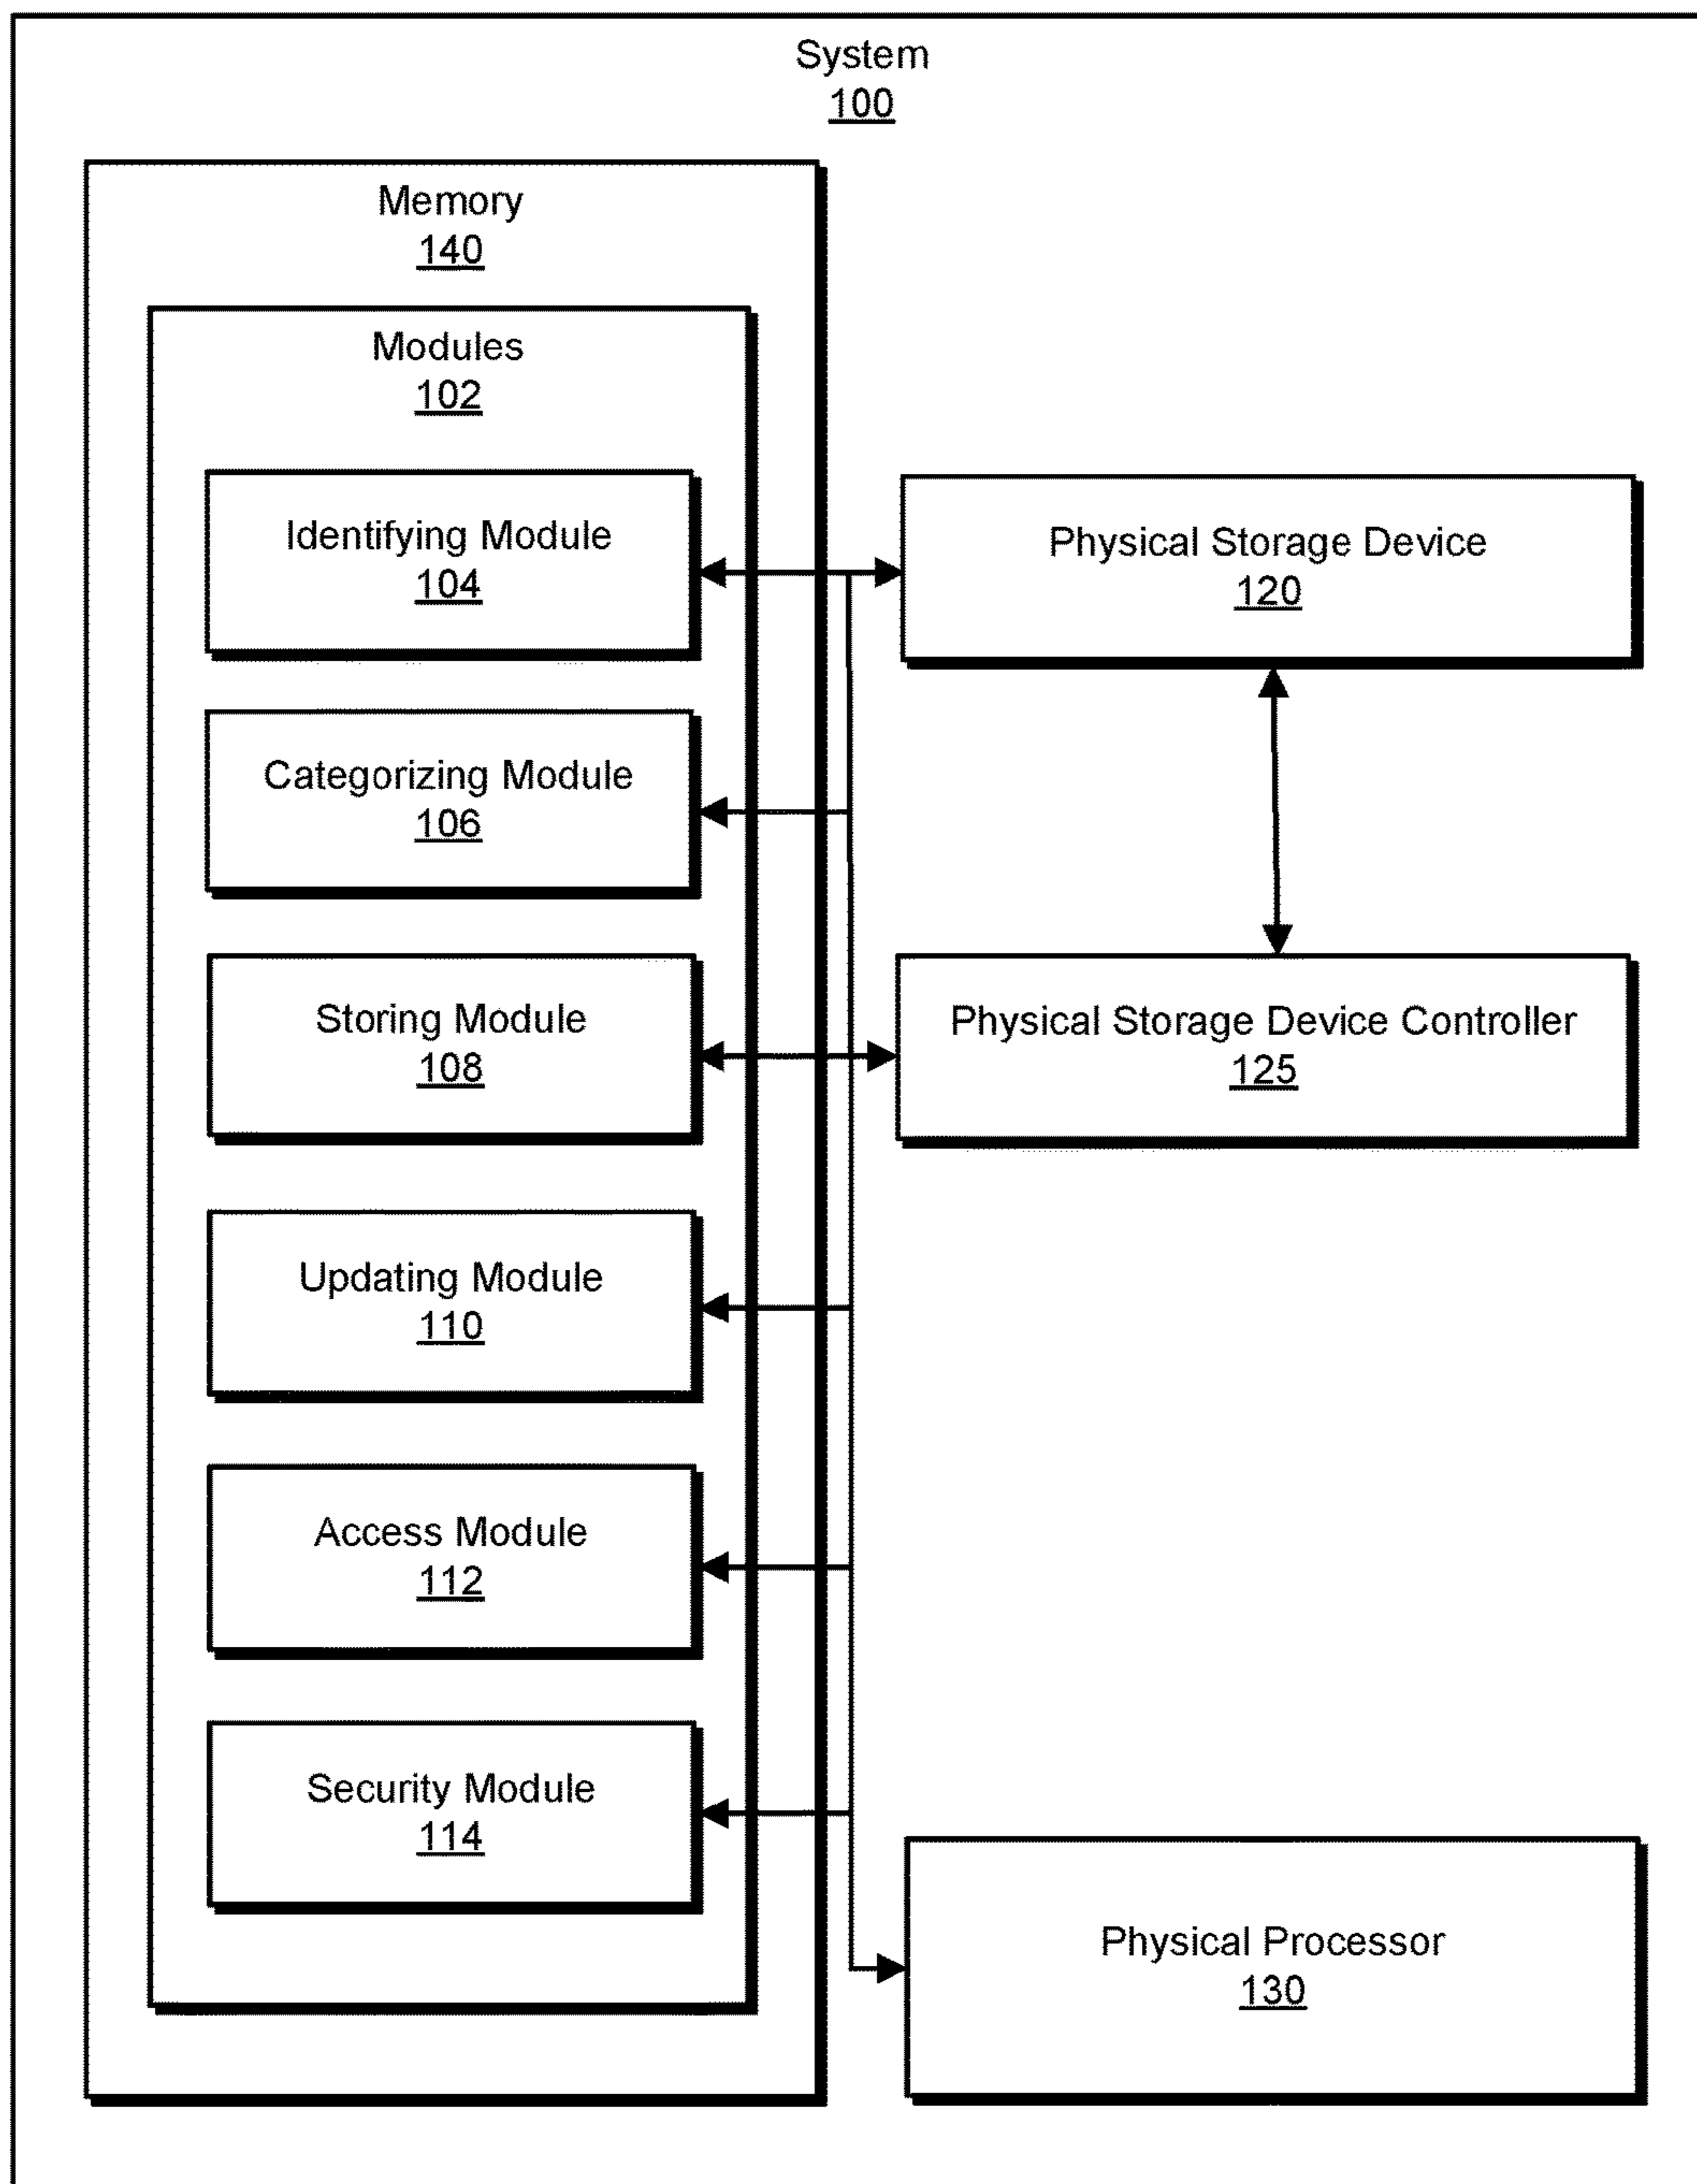 System
100
Memory
140
Modules
102
Identifying Module
104
Categorizing Module
106
Storing Module
108
Updating Module
110
Access Module
112
Security Module
114
Physical Storage Device
120
Physical Storage Device Controller
125
Physical Processor
130